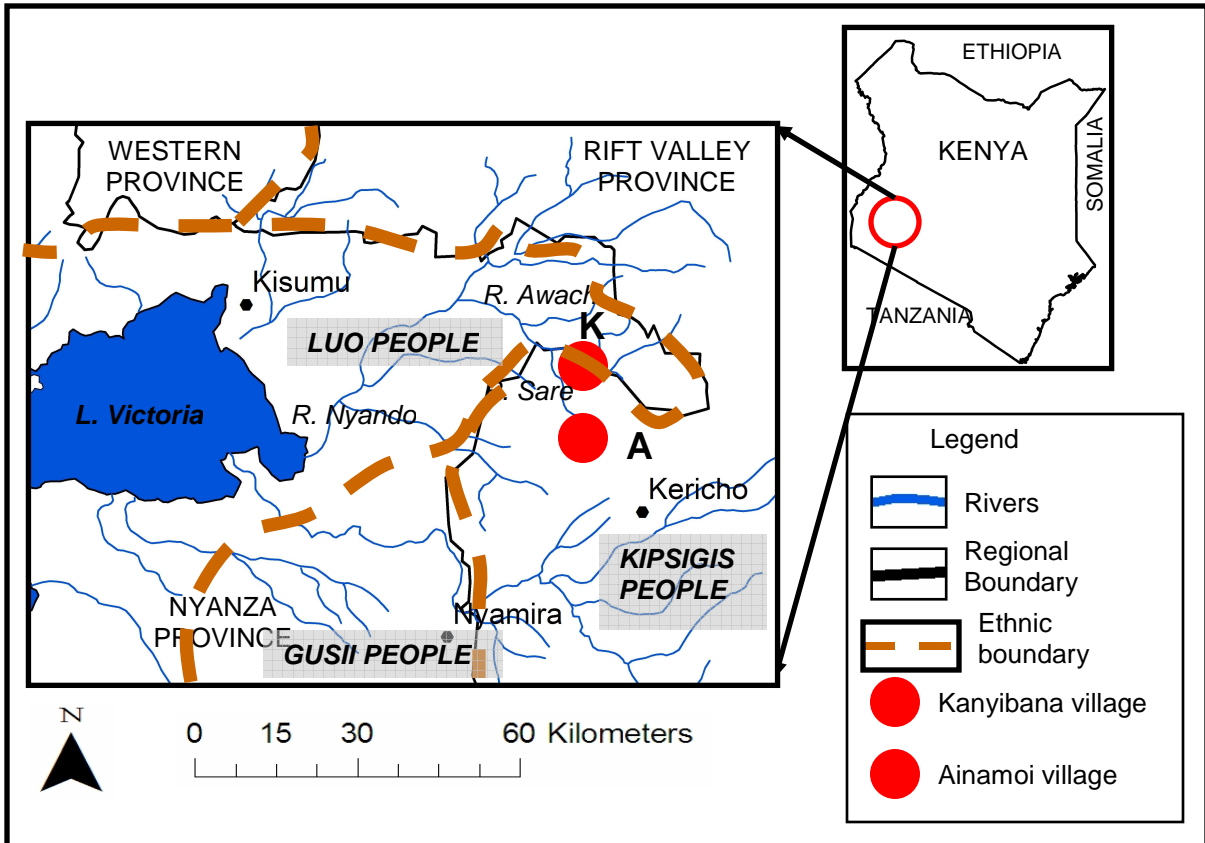 ETHIOPIA
KENYA
SOMALIA
TANZANIA
WESTERN
PROVINCE
RIFT VALLEY
PROVINCE
Kisumu
R. Awach
K
LUO PEOPLE
L. Victoria
R. Nyando
Sare
A
Kericho
KIPSIGIS
PEOPLE
NYANZA
PROVINCE
Nyamira
GUSII PEOPLE
N
0 15 30 60 Kilometers
Legend
Rivers
Regional
Boundary
Ethnic
boundary
Kanyibana village
Ainamoi village